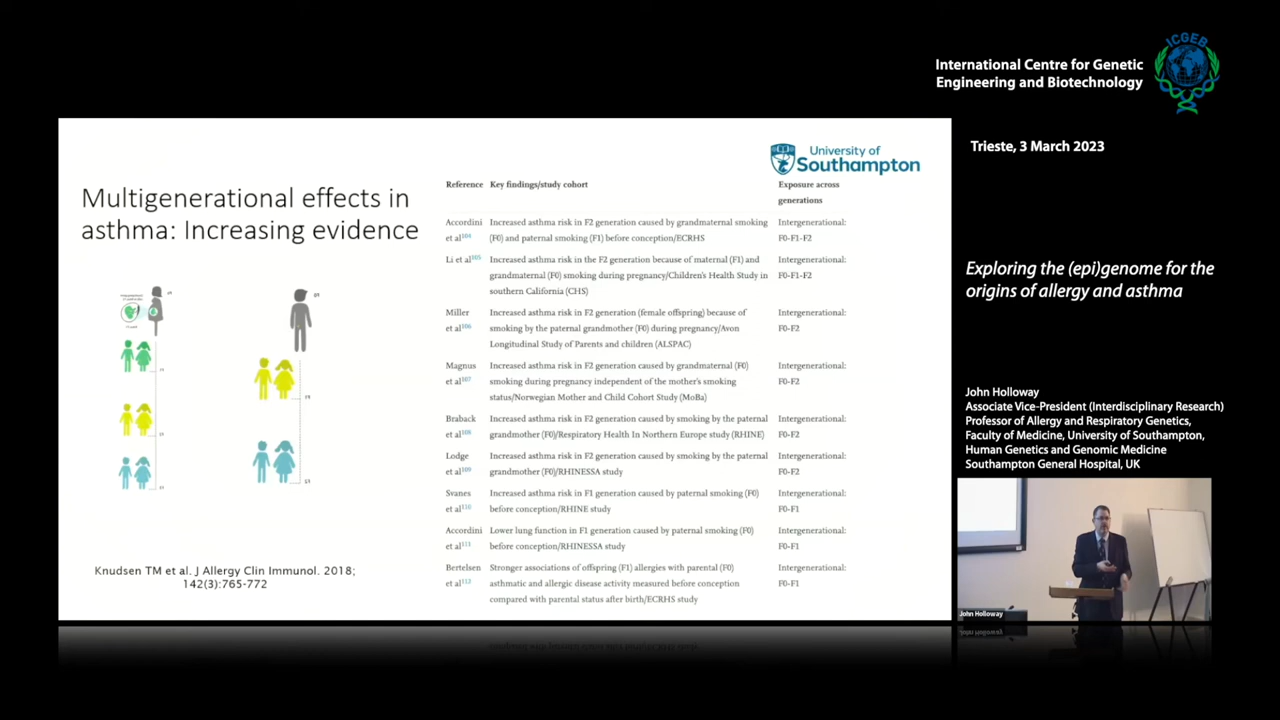 ICGEB
International Centre for Genetic
Engineering and Biotechnology
Trieste, 3 March 2023
University of
Southampton
Multigenerational effects in
asthma: Increasing evidence
Knudsen TM et al. J Allergy Clin Immunol. 2018;
142(3):765-772
Reference Key findings/study cohort Exposure across
generations
Accordini Increased asthma risk in F2 generation caused by grandmaternal smoking Intergenerational:
et al104 (F0) and paternal smoking (F1) before conception/ECRHS F0-F1-F2
Li et al105 Increased asthma risk in the F2 generation because of maternal (F1) and Intergenerational:
grandmaternal (F0) smoking during pregnancy/Children's Health Study in F0-F1-F2
southern California (CHS)
Miller Increased asthma risk in F2 generation (female offspring) because of Intergenerational:
et al106 smoking by the paternal grandmother (F0) during pregnancy/Avon F0-F2
Longitudinal Study of Parents and children (ALSPAC)
Magnus Increased asthma risk in F2 generation caused by grandmaternal (F0) Intergenerational:
et al107 smoking during pregnancy independent of the mother's smoking F0-F2
status/Norwegian Mother and Child Cohort Study (MoBa)
Braback Increased asthma risk in F2 generation caused by smoking by the paternal Intergenerational:
et al108 grandmother (F0)/Respiratory Health In Northern Europe study (RHINE) F0-F2
Lodge Increased asthma risk in F2 generation caused by smoking by the paternal Intergenerational:
et al109 grandmother (F0)/RHINESSA study F0-F2
Svanes Increased asthma risk in F1 generation caused by paternal smoking (F0) Intergenerational:
et al110 before conception/RHINE study F0-F1
Accordini Lower lung function in F1 generation caused by paternal smoking (F0) Intergenerational:
et al111 before conception/RHINESSA study F0-F1
Bertelsen Stronger associations of offspring (F1) allergies with parental (F0) Intergenerational:
et al112 asthmatic and allergic disease activity measured before conception F0-F1
compared with parental status after birth/ECRHS study
Exploring the (epi)genome for the
origins of allergy and asthma
John Holloway
Associate Vice-President (Interdisciplinary Research)
Professor of Allergy and Respiratory Genetics,
Faculty of Medicine, University of Southampton,
Human Genetics and Genomic Medicine
Southampton General Hospital, UK
John Holloway